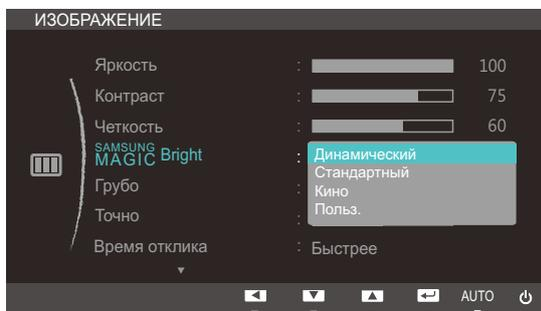 ИЗОБРАЖЕНИЕ
Яркость : 100
Контраст : 75
Четкость : 60
SAMSUNG MAGIC Bright : Динамический
Стандартный
Кино
Польз.
Грубо :
Точно :
Время отклика : Быстрее
AUTO